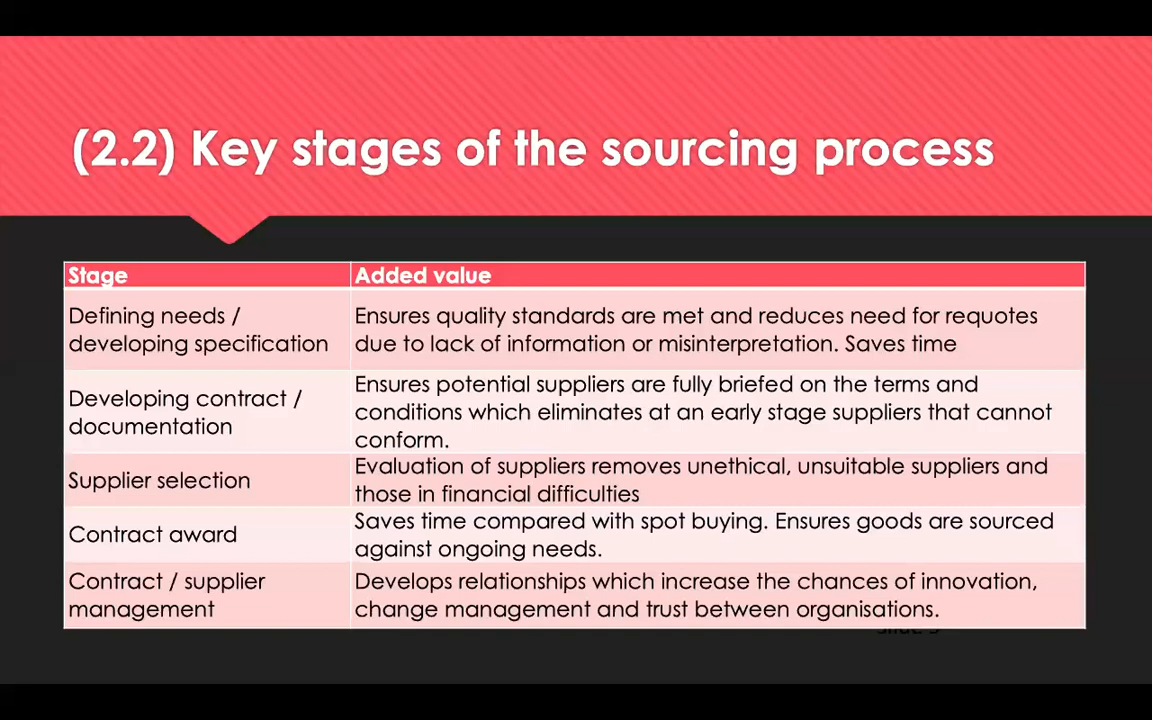 (2.2) Key stages of the sourcing process
Stage
Added value
Defining needs /
developing specification
Ensures quality standards are met and reduces need for requotes
due to lack of information or misinterpretation. Saves time
Developing contract /
documentation
Ensures potential suppliers are fully briefed on the terms and
conditions which eliminates at an early stage suppliers that cannot
conform.
Supplier selection
Evaluation of suppliers removes unethical, unsuitable suppliers and
those in financial difficulties
Contract award
Saves time compared with spot buying. Ensures goods are sourced
against ongoing needs.
Contract / supplier
management
Develops relationships which increase the chances of innovation,
change management and trust between organisations.